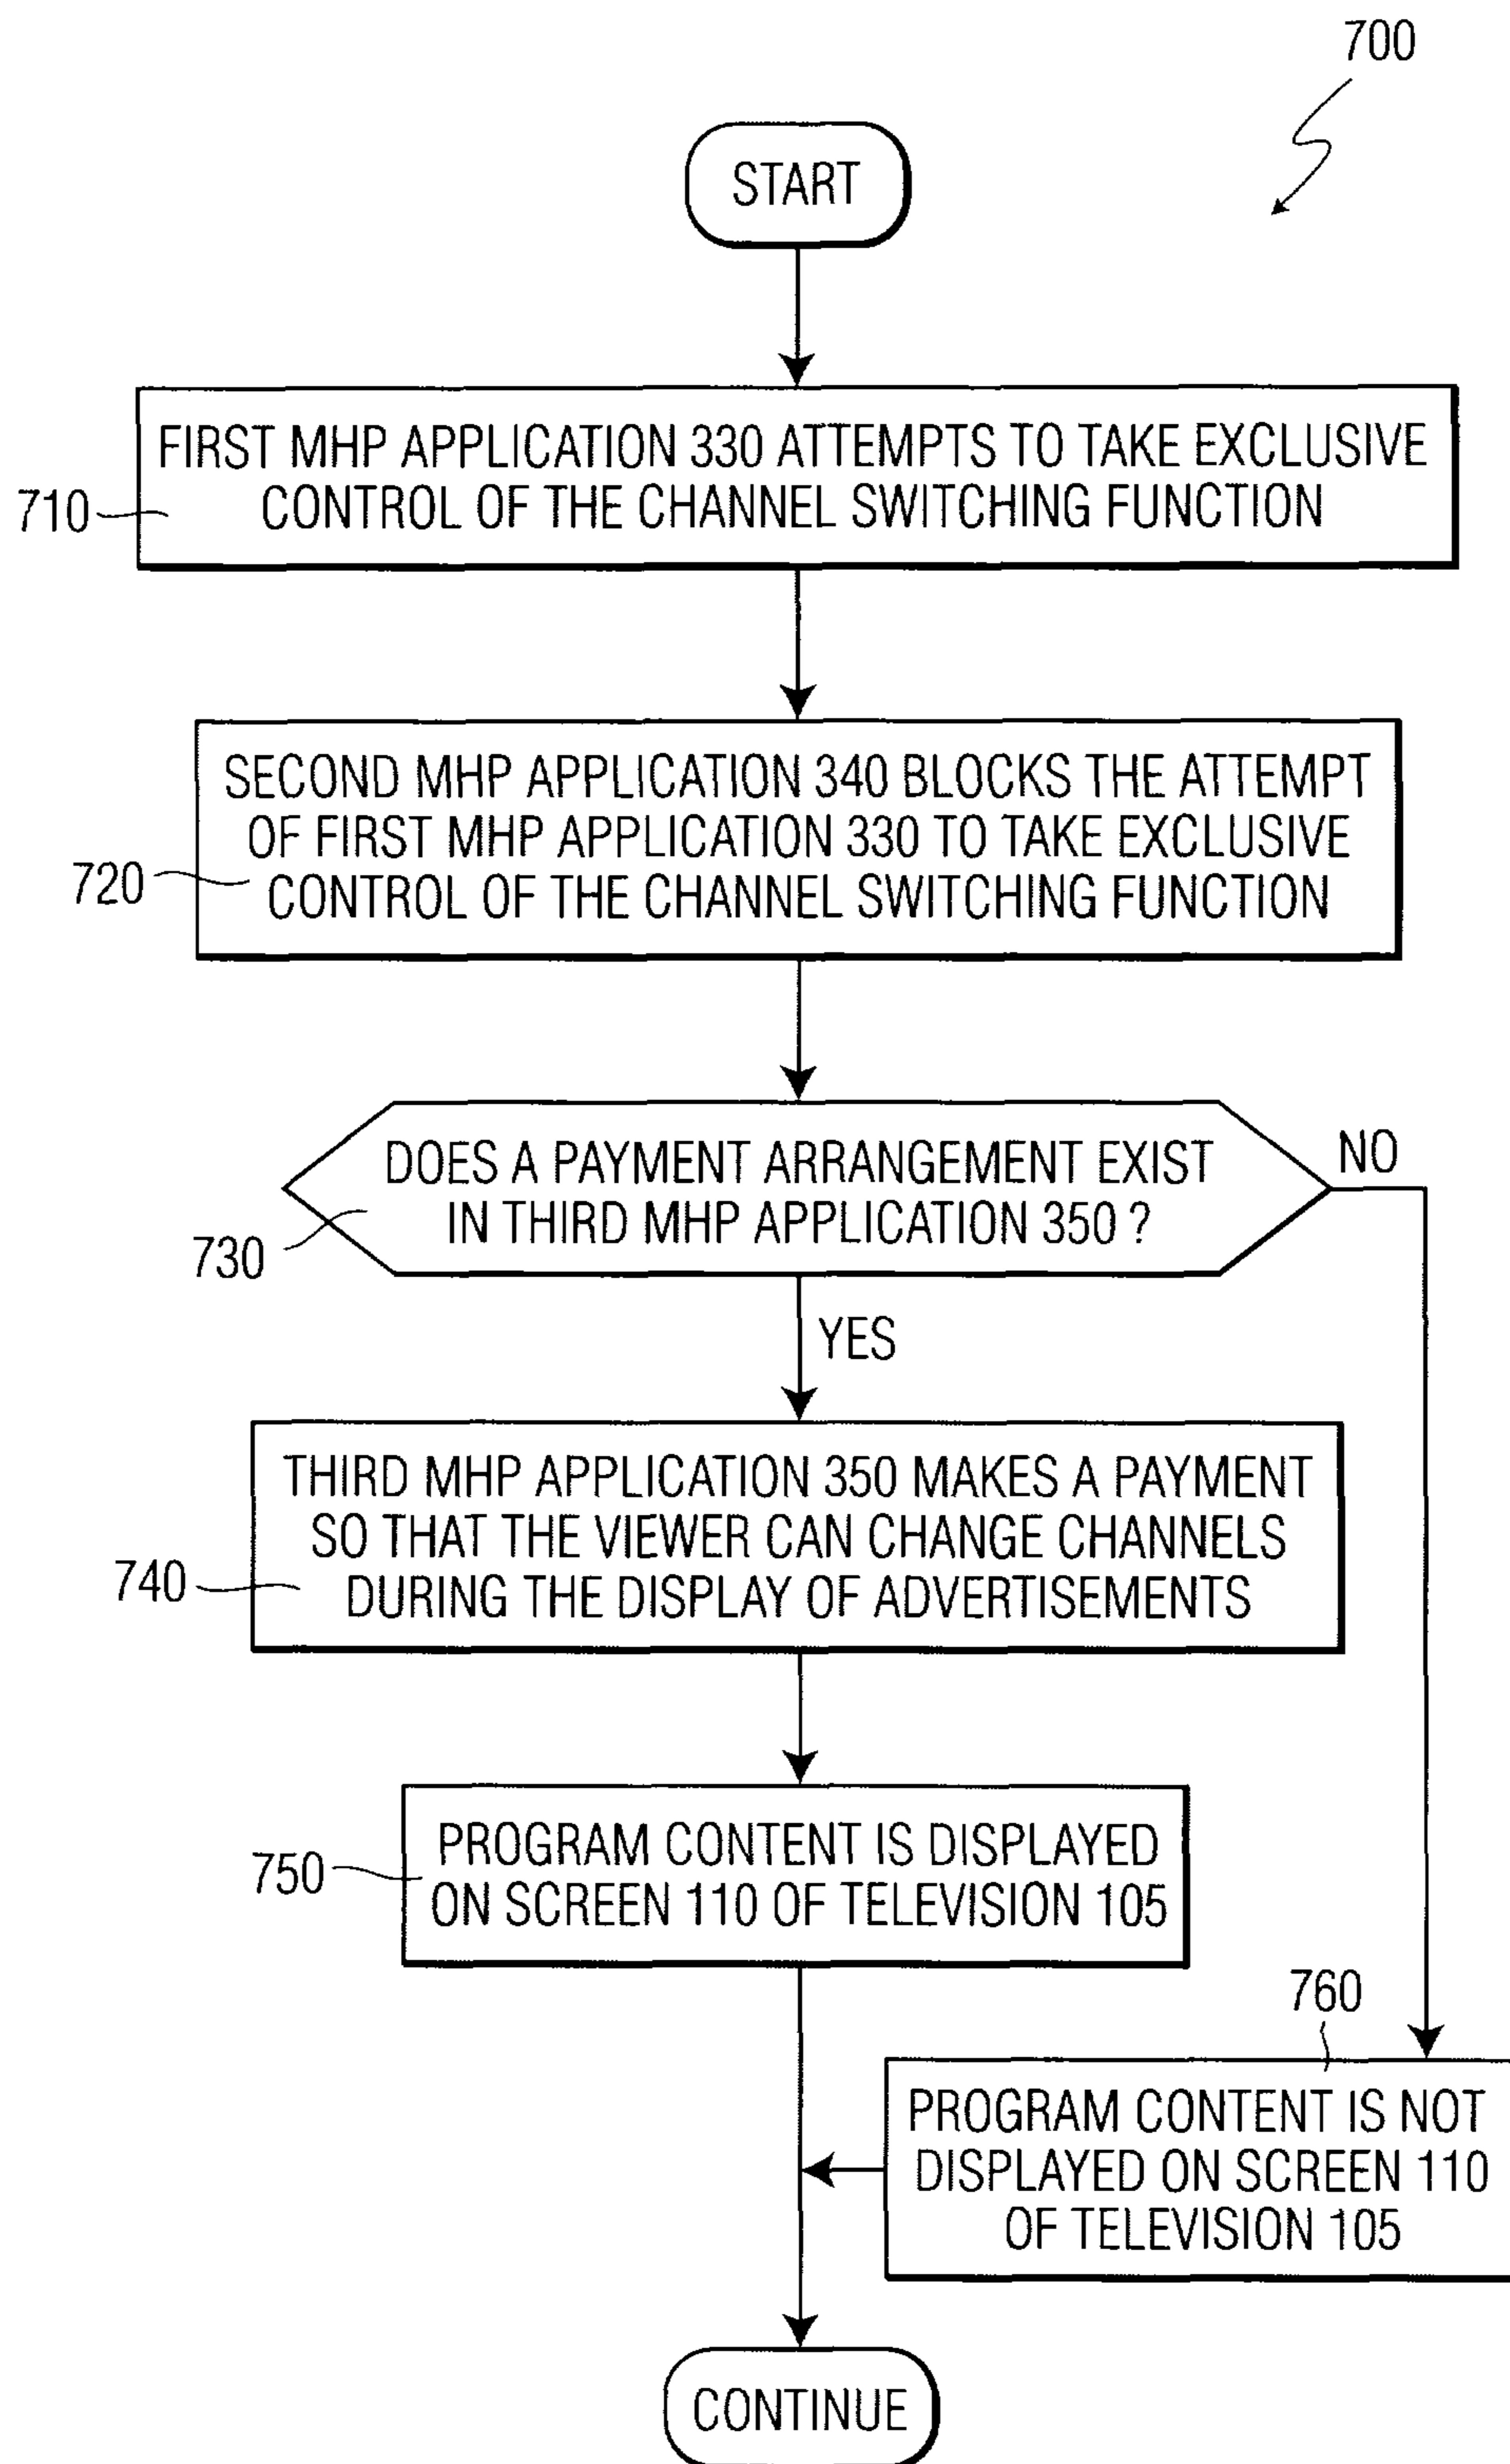 700
START
FIRST MHP APPLICATION 330 ATTEMPTS TO TAKE EXCLUSIVE
CONTROL OF THE CHANNEL SWITCHING FUNCTION
710
SECOND MHP APPLICATION 340 BLOCKS THE ATTEMPT
OF FIRST MHP APPLICATION 330 TO TAKE EXCLUSIVE
CONTROL OF THE CHANNEL SWITCHING FUNCTION
720
DOES A PAYMENT ARRANGEMENT EXIST
IN THIRD MHP APPLICATION 350 ?
NO
730
YES
THIRD MHP APPLICATION 350 MAKES A PAYMENT
SO THAT THE VIEWER CAN CHANGE CHANNELS
DURING THE DISPLAY OF ADVERTISEMENTS
740
PROGRAM CONTENT IS DISPLAYED
ON SCREEN 110 OF TELEVISION 105
750
760
PROGRAM CONTENT IS NOT
DISPLAYED ON SCREEN 110
OF TELEVISION 105
CONTINUE